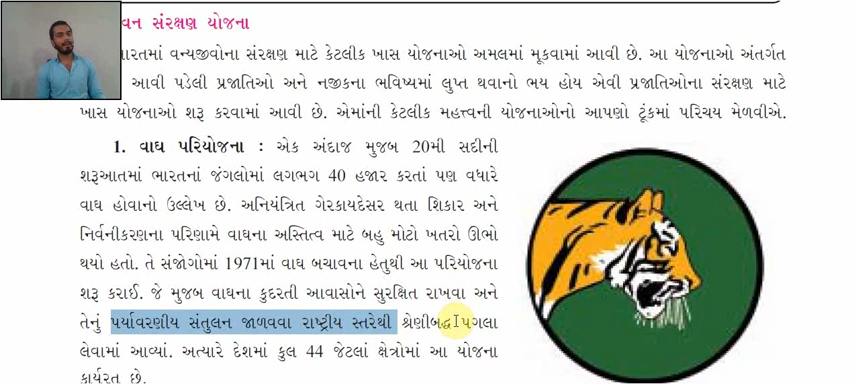 વન સંરક્ષણ યોજના
ારતમાં વન્યજીવોના સંરક્ષણ માટે કેટલીક ખાસ યોજનાઓ અમલમાં મૂકવામાં આવી છે. આ યોજનાઓ અંતર્ગત
આવી પડેલી પ્રજાતિઓ અને નજીકના ભવિષ્યમાં લુપ્ત થવાનો ભય હોય એવી પ્રજાતિઓના સંરક્ષણ માટે
ખાસ યોજનાઓ શરૂ કરવામાં આવી છે. એમાંની કેટલીક મહત્ત્વની યોજનાઓનો આપણો ટૂંકમાં પરિચય મેળવીએ.
1. વાઘ પરિયોજના : એક અંદાજ મુજબ 20મી સદીની
શરૂઆતમાં ભારતનાં જંગલોમાં લગભગ 40 હજાર કરતાં પણ વધારે
વાઘ હોવાનો ઉલ્લેખ છે. અનિયંત્રિત ગેરકાયદેસર થતા શિકાર અને
નિર્વનીકરણના પરિણામે વાઘના અસ્તિત્વ માટે બહુ મોટો ખતરો ઊભો
થયો હતો. તે સંજોગોમાં 1971માં વાઘ બચાવના હેતુથી આ પરિયોજના
શરૂ કરાઈ. જે મુજબ વાઘના કુદરતી આવાસોને સુરક્ષિત રાખવા અને
તેનું પર્યાવરણીય સંતુલન જાળવવા રાષ્ટ્રીય સ્તરેથી શ્રેણીબદ્ધ પગલા
લેવામાં આવ્યાં. અત્યારે દેશમાં કુલ 44 જેટલાં ક્ષેત્રોમાં આ યોજના
કાર્યરત છે.